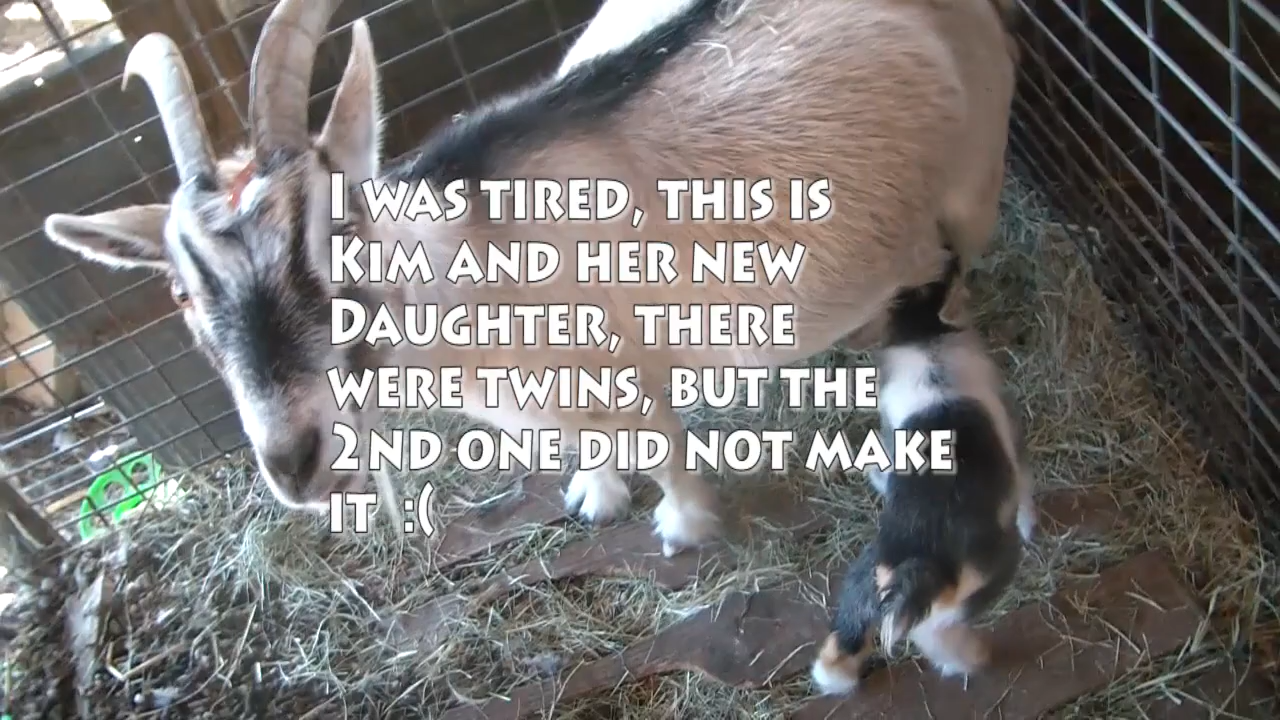 I was tired, this is
Kim and her new
Daughter, there
were twins, but the
2nd one did not make
it :(